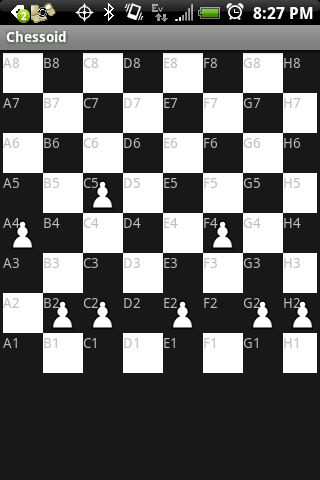 2 Ev 8:27 PM
Chessoid
A8 B8 C8 D8 E8 F8 G8 H8
A7 B7 C7 D7 E7 F7 G7 H7
A6 B6 C6 D6 E6 F6 G6 H6
A5 B5 C5 D5 E5 F5 G5 H5
A4 B4 C4 D4 E4 F4 G4 H4
A3 B3 C3 D3 E3 F3 G3 H3
A2 B2 C2 D2 E2 F2 G2 H2
A1 B1 C1 D1 E1 F1 G1 H1